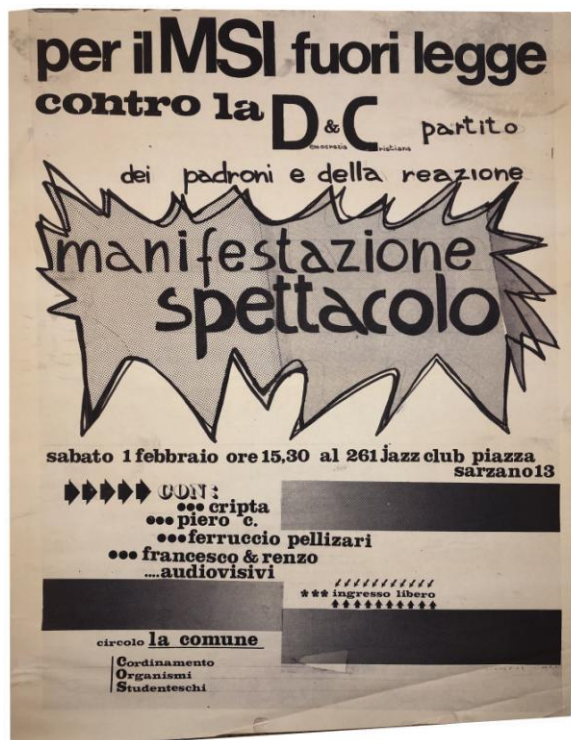 per il MSI fuori legge
contro la D & C partito
emocrazia ristiana
dei padroni e della reazione
manifestazione
spettacolo
sabato 1 febbraio ore 15,30 al 261 jazz club piazza
sarzano 13
CON:
••• cripta
••• piero c.
••• ferruccio pellizari
••• francesco & renzo
....audiovisivi
*** ingresso libero
circolo la comune
Cordinamento
Organismi
Studenteschi